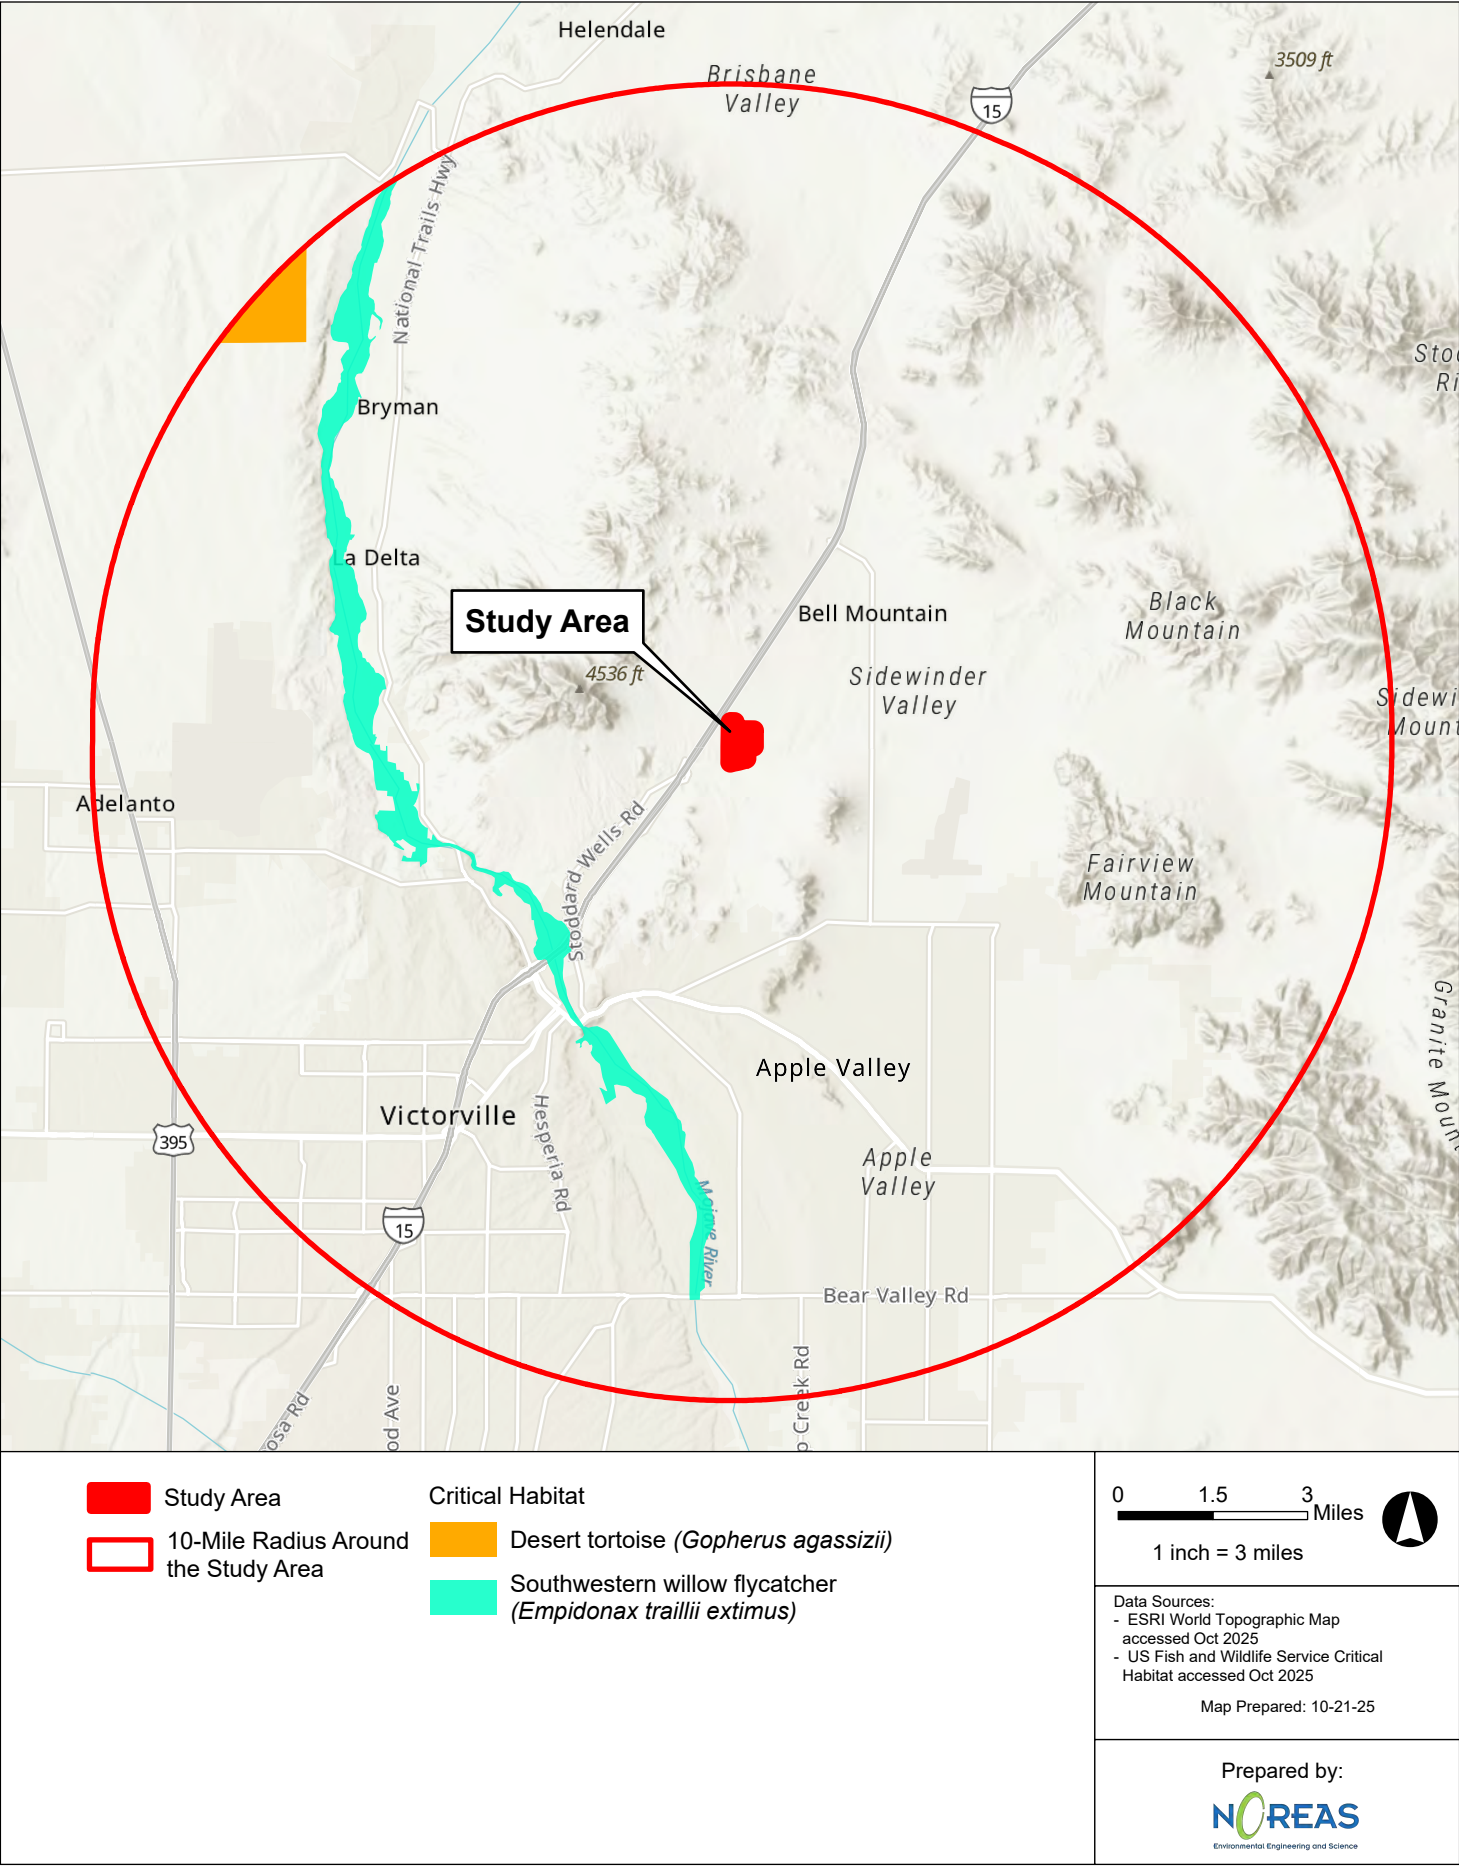 Helendale
Brisbane
Valley
3509 ft
15
National Trails Hwy
Bryman
La Delta
Study Area
4536 ft
Bell Mountain
Sidewinder
Valley
Black
Mountain
Adelanto
Stoddard Wells Rd
Fairview
Mountain
Apple Valley
Victorville
Hesperia Rd
395
Apple
Valley
15
Mojave River
Bear Valley Rd
Study Area
10-Mile Radius Around
the Study Area
Critical Habitat
Desert tortoise (Gopherus agassizii)
Southwestern willow flycatcher
(Empidonax traillii extimus)
0 1.5 3
Miles
1 inch = 3 miles
Data Sources:
- ESRI World Topographic Map
accessed Oct 2025
- US Fish and Wildlife Service Critical
Habitat accessed Oct 2025
Map Prepared: 10-21-25
Prepared by:
NOREAS
Environmental Engineering and Science